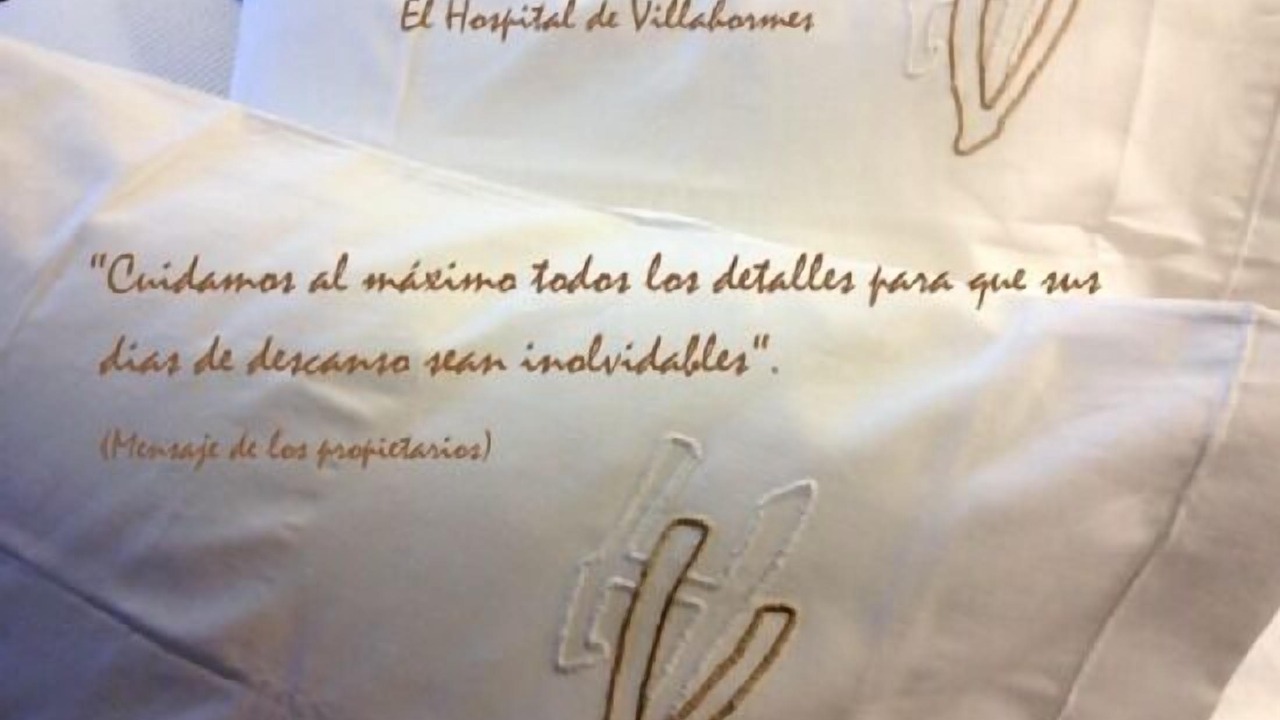 El Hospital de Villahormes
"Cuidamos al máximo todos los detalles para que sus
dias de descanso sean inolvidables".
(Mensaje de los propietarios)